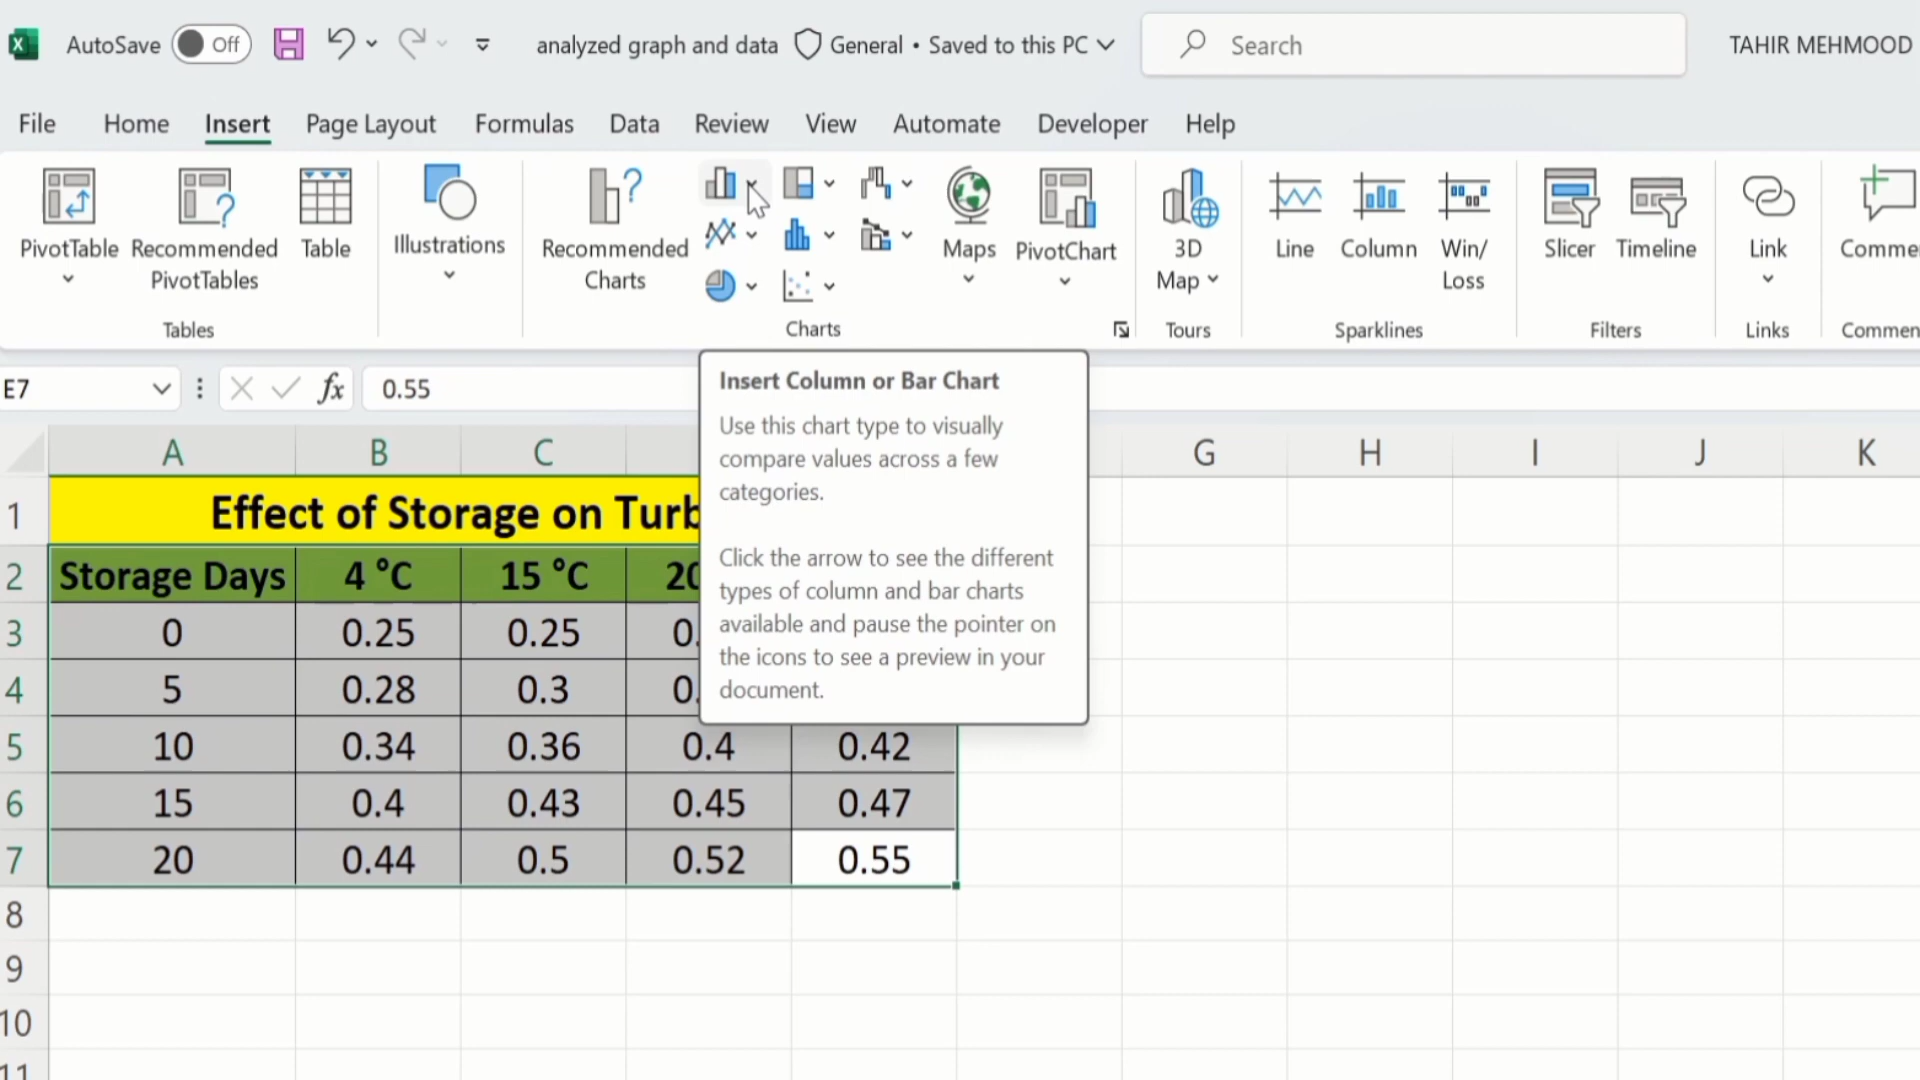 AutoSave Off analyzed graph and data General • Saved to this PC Search TAHIR MEHMOOD
File Home Insert Page Layout Formulas Data Review View Automate Developer Help
PivotTable Recommended PivotTables Table Illustrations Recommended Charts Maps PivotChart 3D Map Line Column Win/Loss Slicer Timeline Link Comme
Tables Charts Tours Sparklines Filters Links Commen
E7 fx 0.55
Insert Column or Bar Chart
Use this chart type to visually
compare values across a few
categories.
Click the arrow to see the different
types of column and bar charts
available and pause the pointer on
the icons to see a preview in your
document.
A B C G H I J K
1 Effect of Storage on Turb
2 Storage Days 4 °C 15 °C 20
3 0 0.25 0.25 0.
4 5 0.28 0.3 0.
5 10 0.34 0.36 0.4 0.42
6 15 0.4 0.43 0.45 0.47
7 20 0.44 0.5 0.52 0.55
8
9
10
11